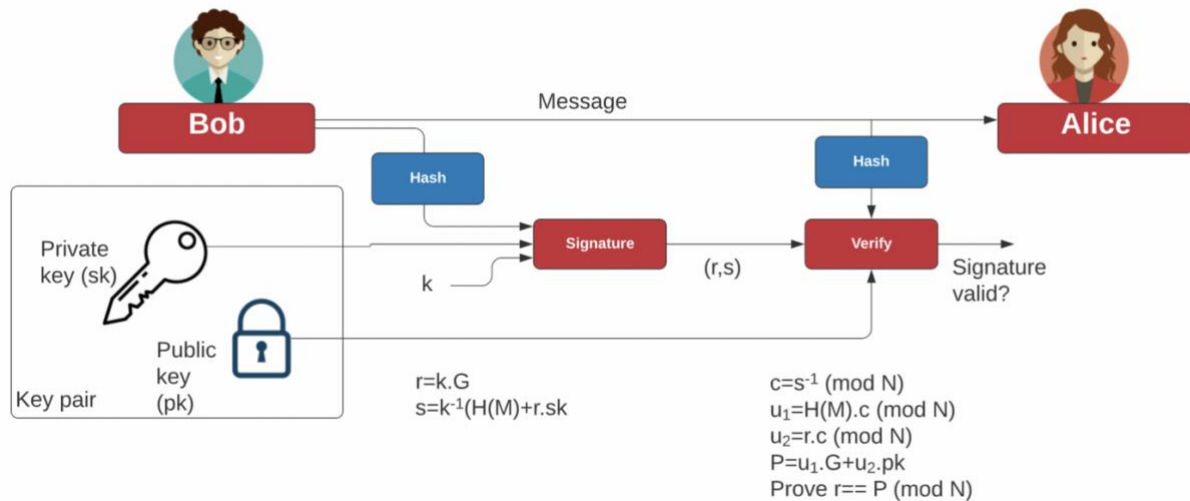 Message
Bob
Alice
Hash
Hash
Private
key (sk)
Signature
Verify
k
(r,s)
Signature
valid?
Public
key
(pk)
Key pair
r=k.G
s=k⁻¹(H(M)+r.sk
c=s⁻¹ (mod N)
u₁=H(M).c (mod N)
u₂=r.c (mod N)
P=u₁.G+u₂.pk
Prove r== P (mod N)